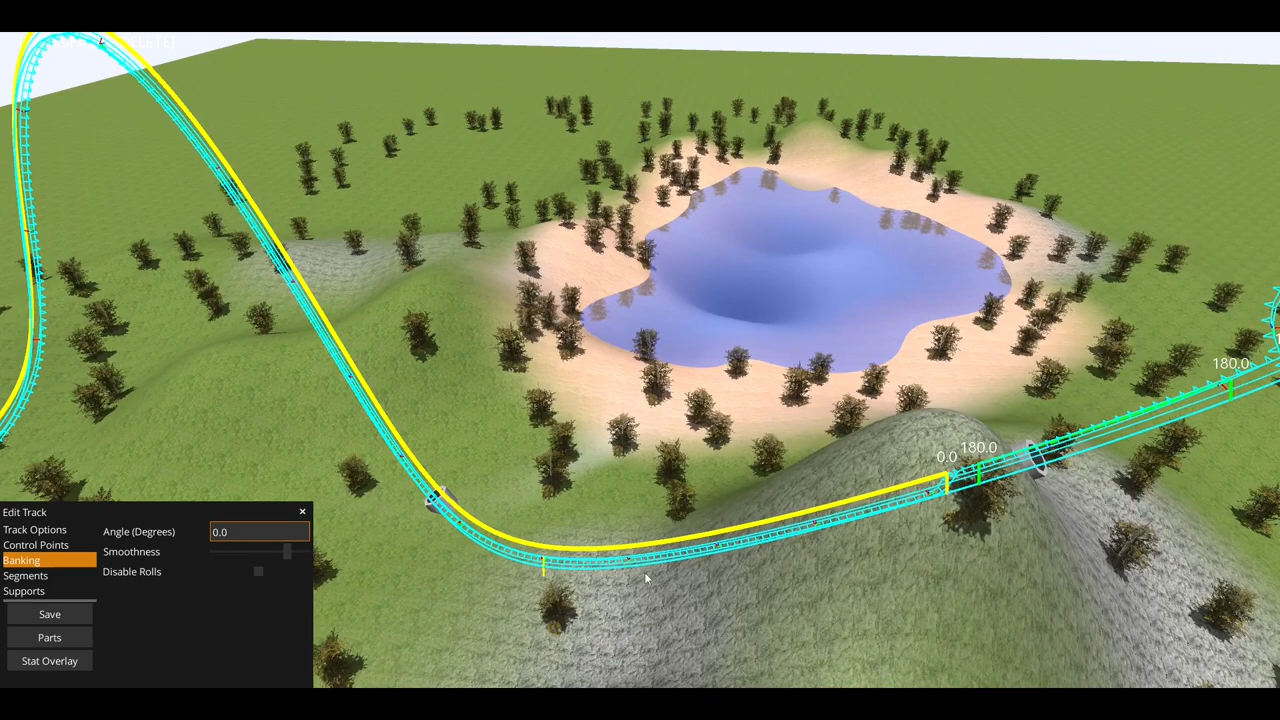 180.0
180.0
0.0
Edit Track
Track Options
Control Points
Banking
Segments
Supports
Save
Parts
Stat Overlay
Angle (Degrees)
0.0
Smoothness
Disable Rolls